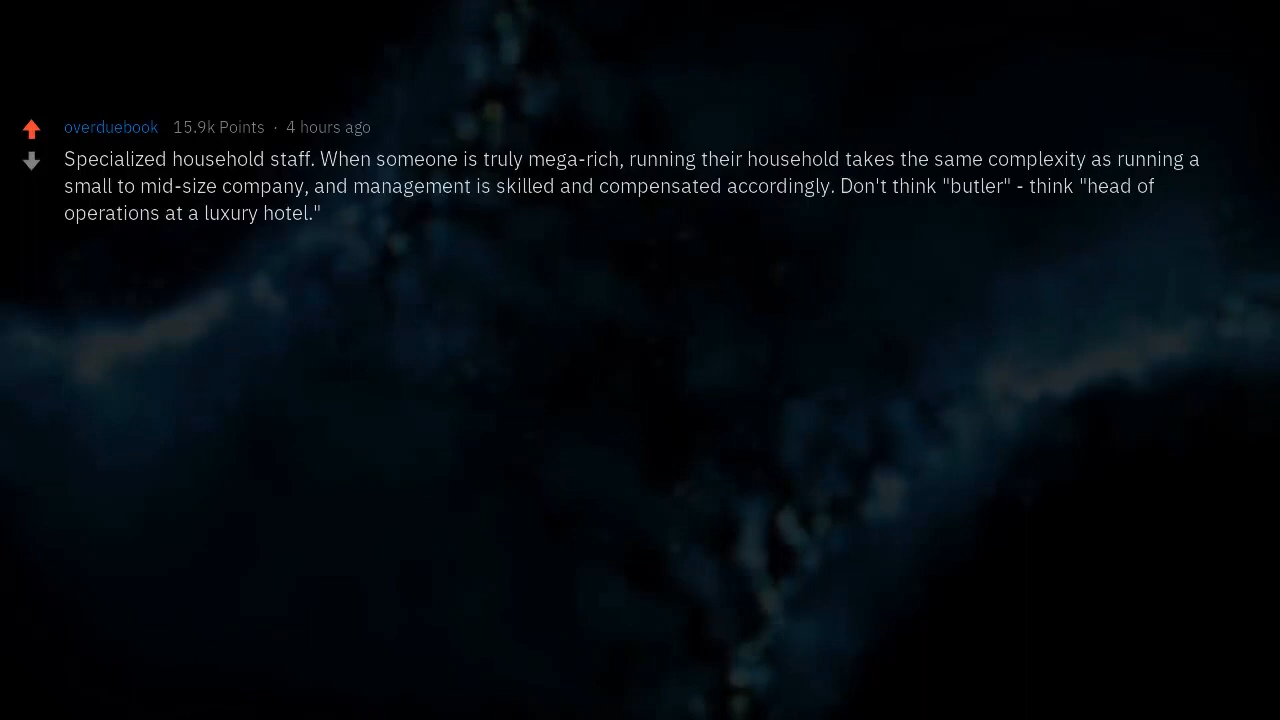 overduebook 15.9k Points · 4 hours ago
Specialized household staff. When someone is truly mega-rich, running their household takes the same complexity as running a
small to mid-size company, and management is skilled and compensated accordingly. Don't think "butler" - think "head of
operations at a luxury hotel."